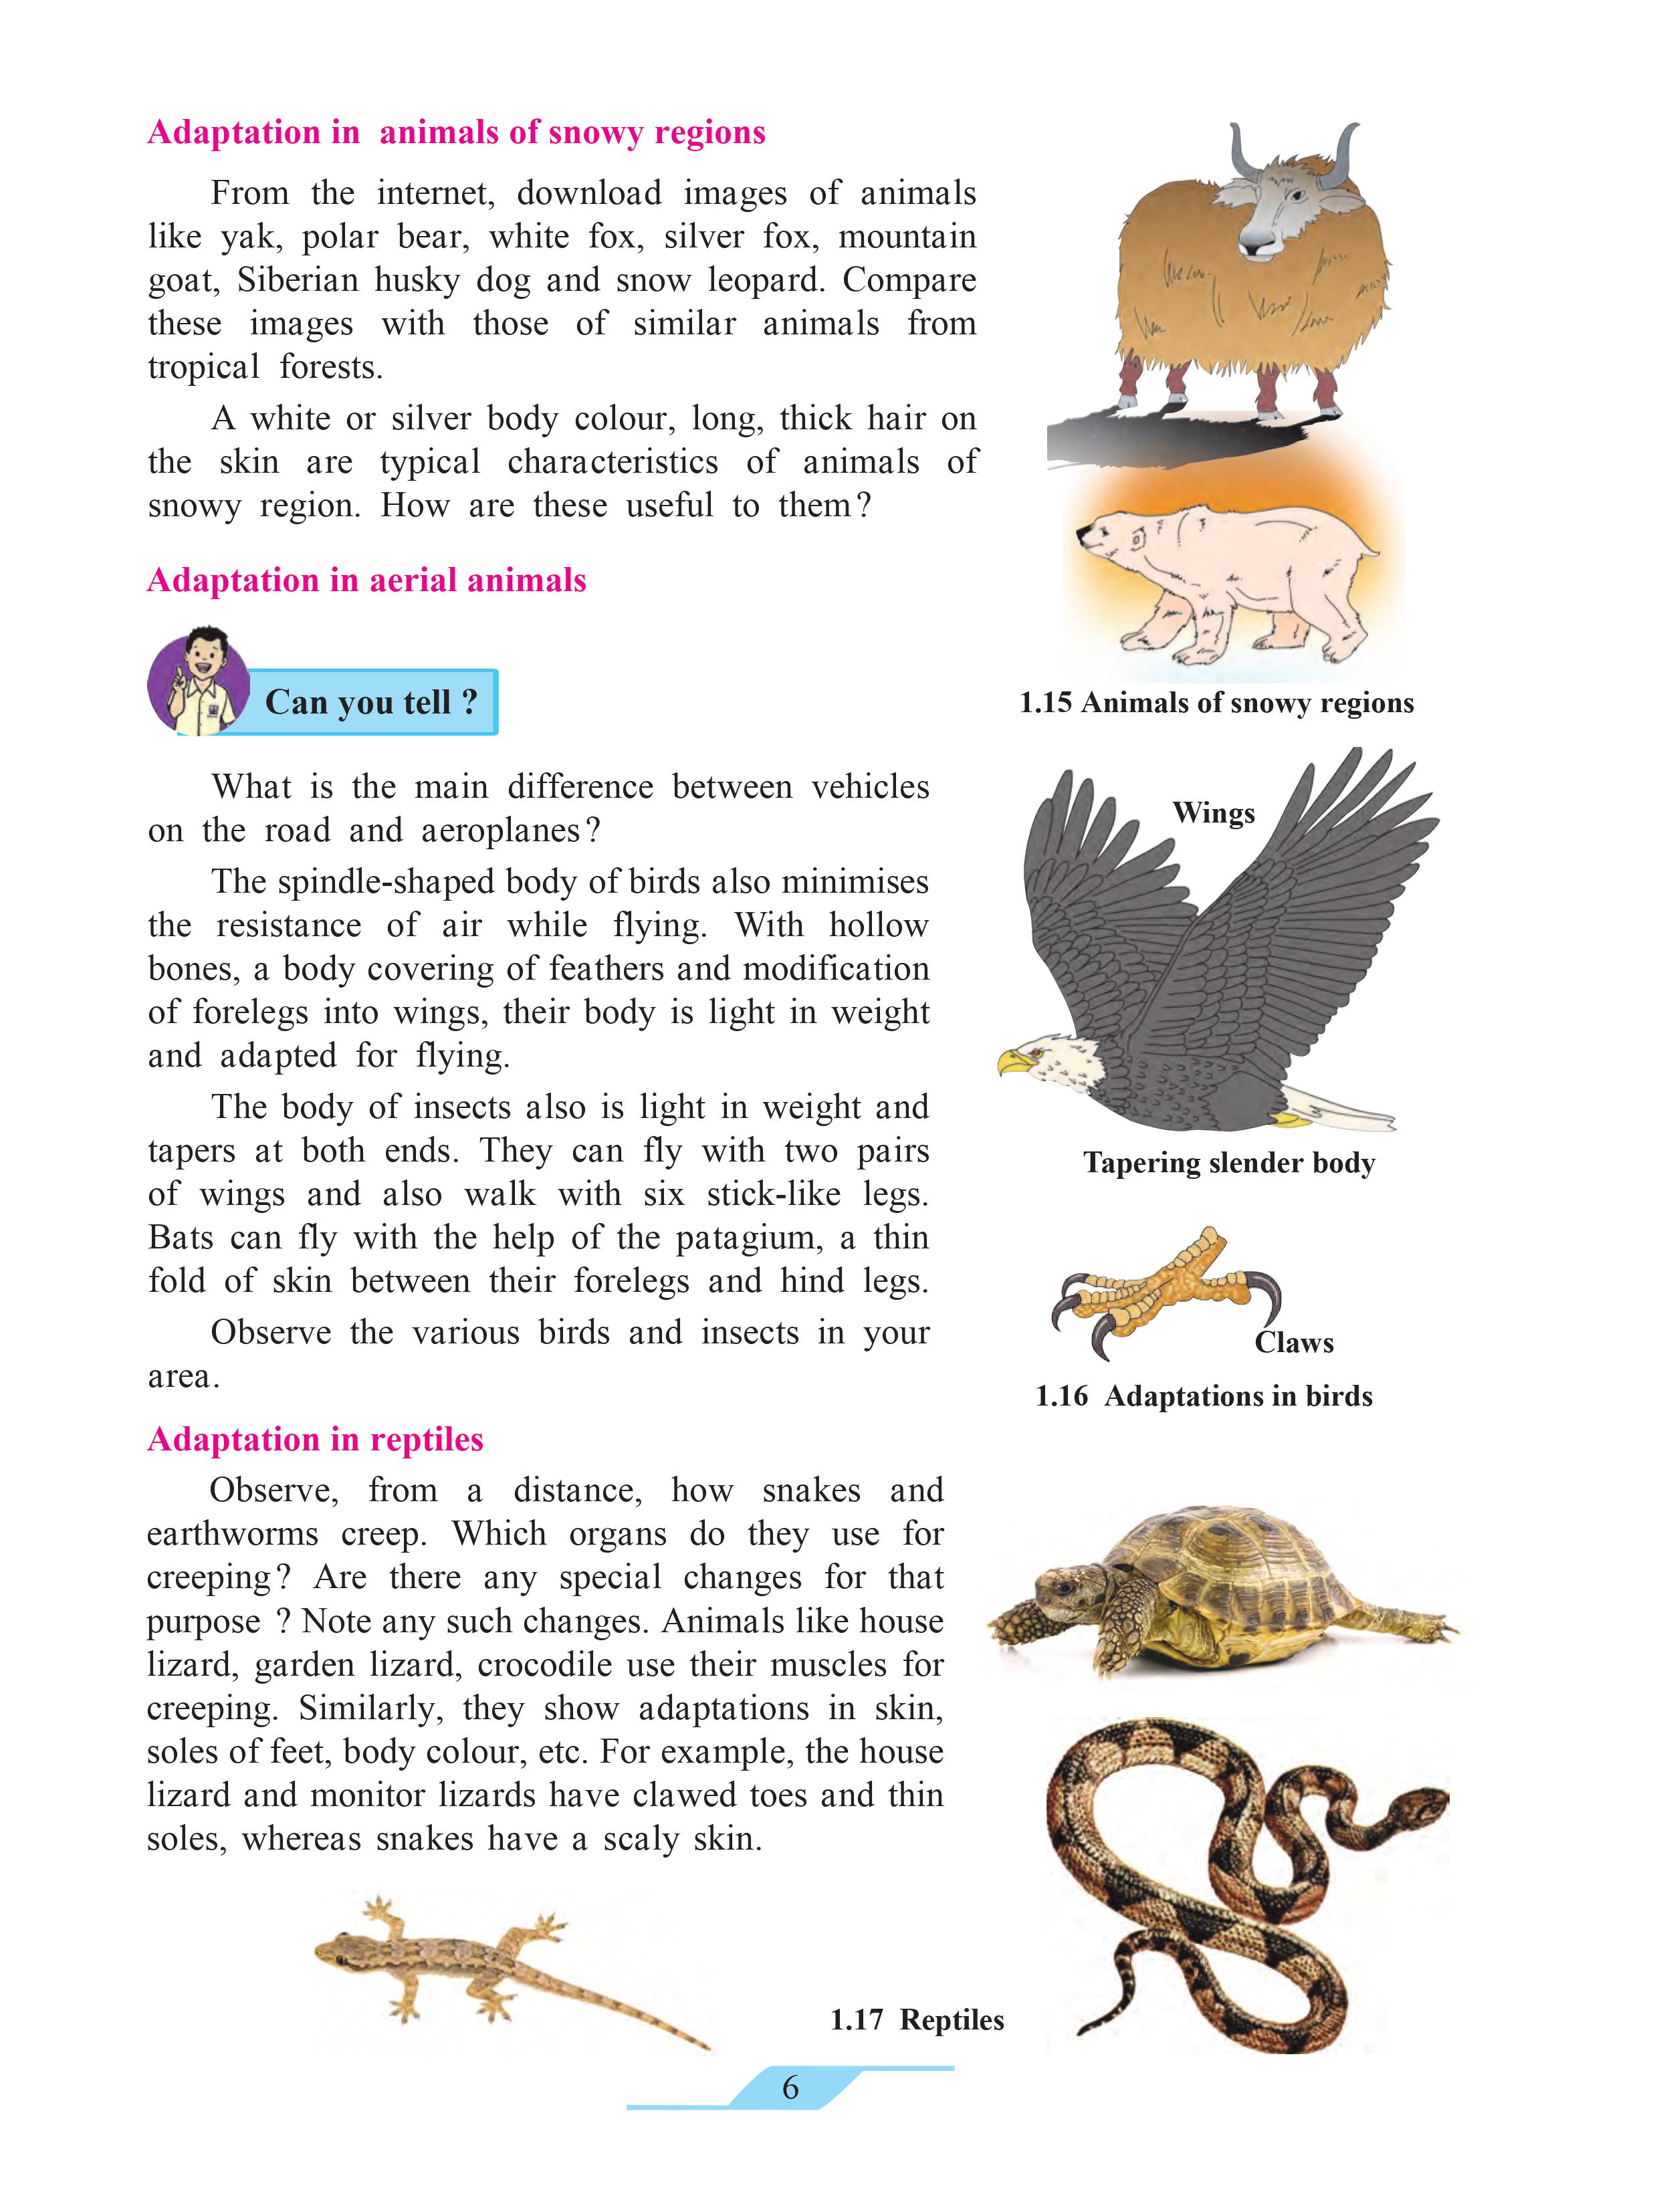 Adaptation in animals of snowy regions
From the internet, download images of animals
like yak, polar bear, white fox, silver fox, mountain
goat, Siberian husky dog and snow leopard. Compare
these images with those of similar animals from
tropical forests.
A white or silver body colour, long, thick hair on
the skin are typical characteristics of animals of
snowy region. How are these useful to them?
1.15 Animals of snowy regions
Adaptation in aerial animals
Can you tell ?
What is the main difference between vehicles
on the road and aeroplanes?
The spindle-shaped body of birds also minimises
the resistance of air while flying. With hollow
bones, a body covering of feathers and modification
of forelegs into wings, their body is light in weight
and adapted for flying.
The body of insects also is light in weight and
tapers at both ends. They can fly with two pairs
of wings and also walk with six stick-like legs.
Bats can fly with the help of the patagium, a thin
fold of skin between their forelegs and hind legs.
Observe the various birds and insects in your
area.
Wings
Tapering slender body
Claws
1.16 Adaptations in birds
Adaptation in reptiles
Observe, from a distance, how snakes and
earthworms creep. Which organs do they use for
creeping? Are there any special changes for that
purpose ? Note any such changes. Animals like house
lizard, garden lizard, crocodile use their muscles for
creeping. Similarly, they show adaptations in skin,
soles of feet, body colour, etc. For example, the house
lizard and monitor lizards have clawed toes and thin
soles, whereas snakes have a scaly skin.
1.17 Reptiles
6